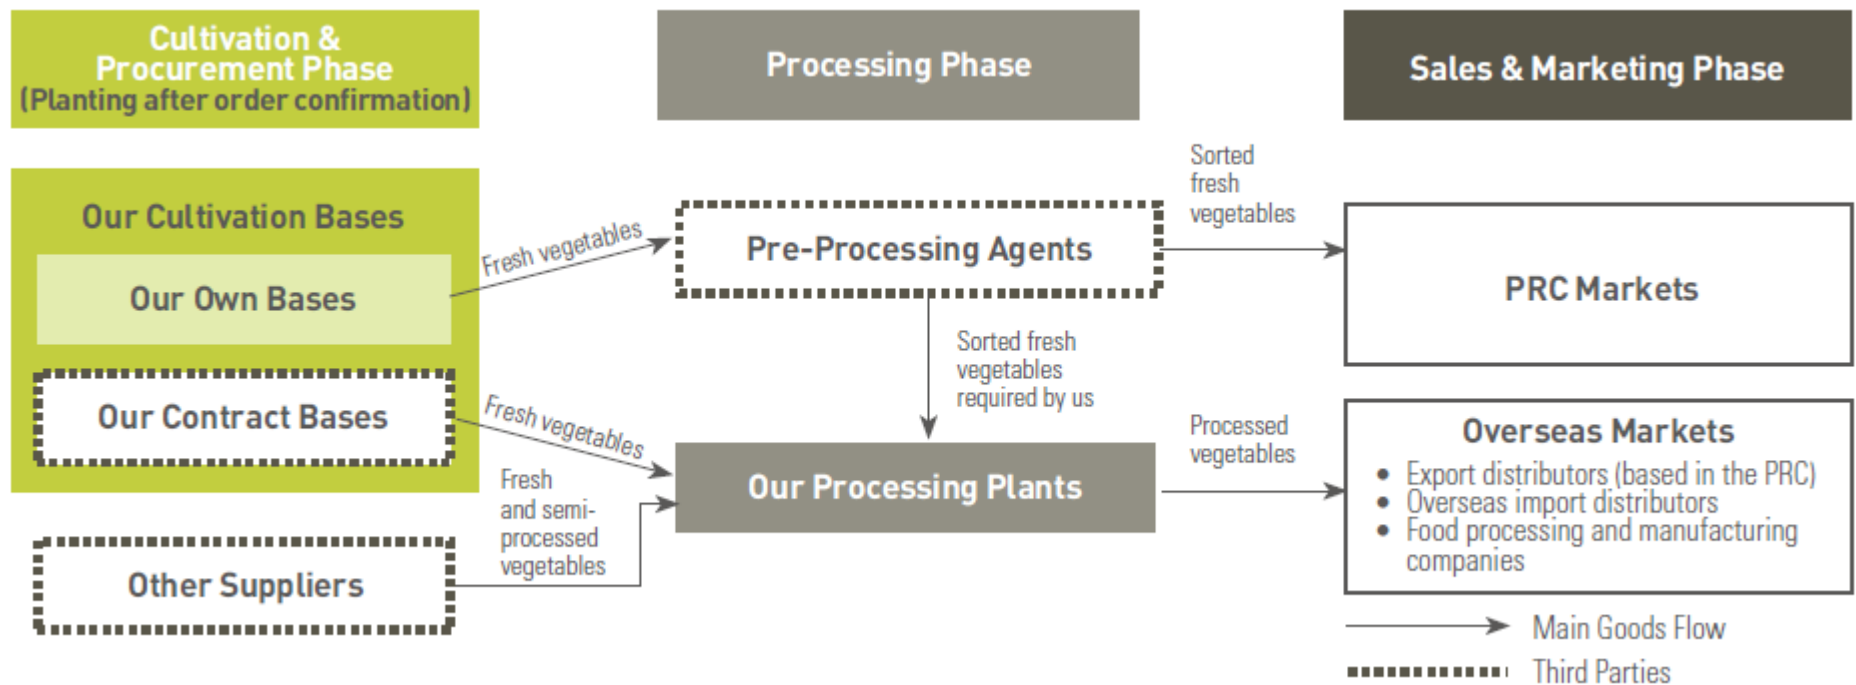 Cultivation &
Procurement Phase
(Planting after order confirmation)
Processing Phase
Sales & Marketing Phase
Our Cultivation Bases
Our Own Bases
Our Contract Bases
Other Suppliers
Fresh vegetables
Fresh vegetables
Fresh
and semi-
processed
vegetables
Pre-Processing Agents
Sorted fresh
vegetables
required by us
Our Processing Plants
Sorted
fresh
vegetables
Processed
vegetables
PRC Markets
Overseas Markets
• Export distributors (based in the PRC)
• Overseas import distributors
• Food processing and manufacturing
companies
Main Goods Flow
Third Parties